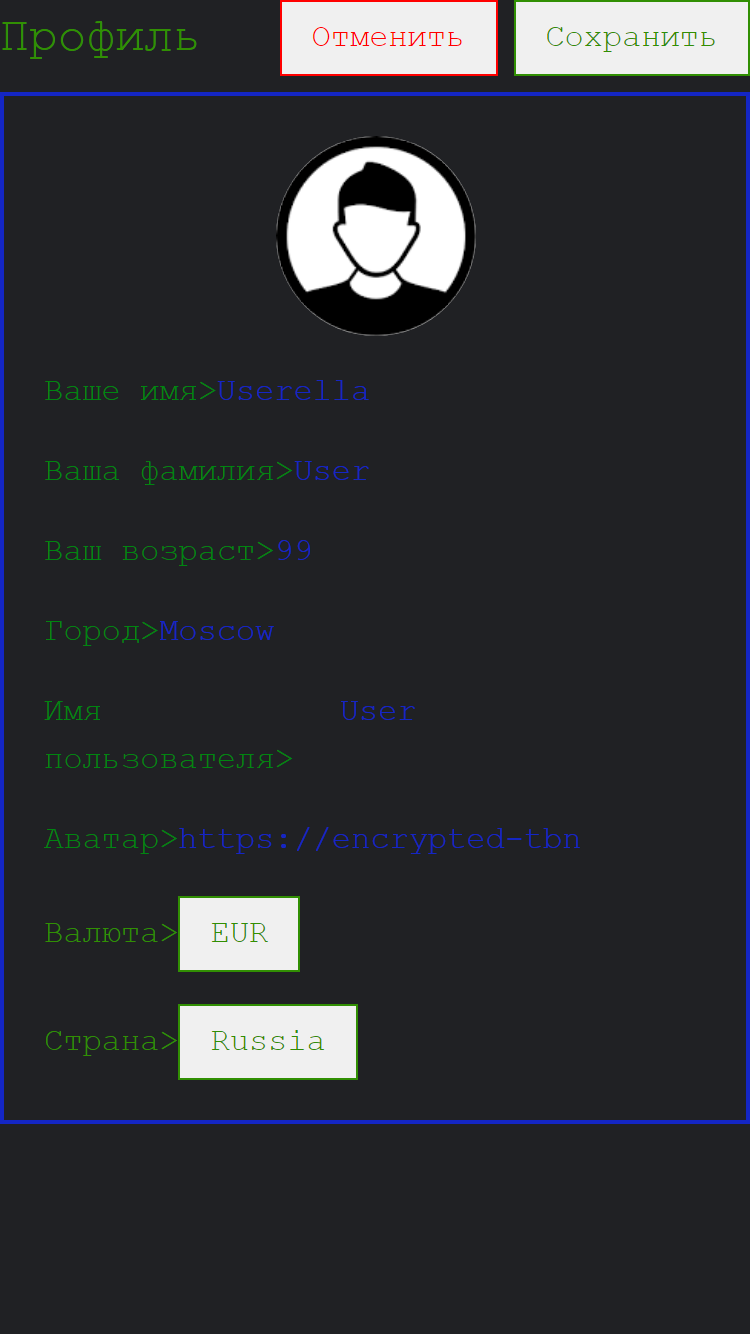 Профиль Отменить Сохранить
Ваше имя>Userella
Ваша фамилия>User
Ваш возраст>99
Город>Moscow
Имя User
пользователя>
Аватар>https://encrypted-tbn
Валюта>EUR
Страна>Russia